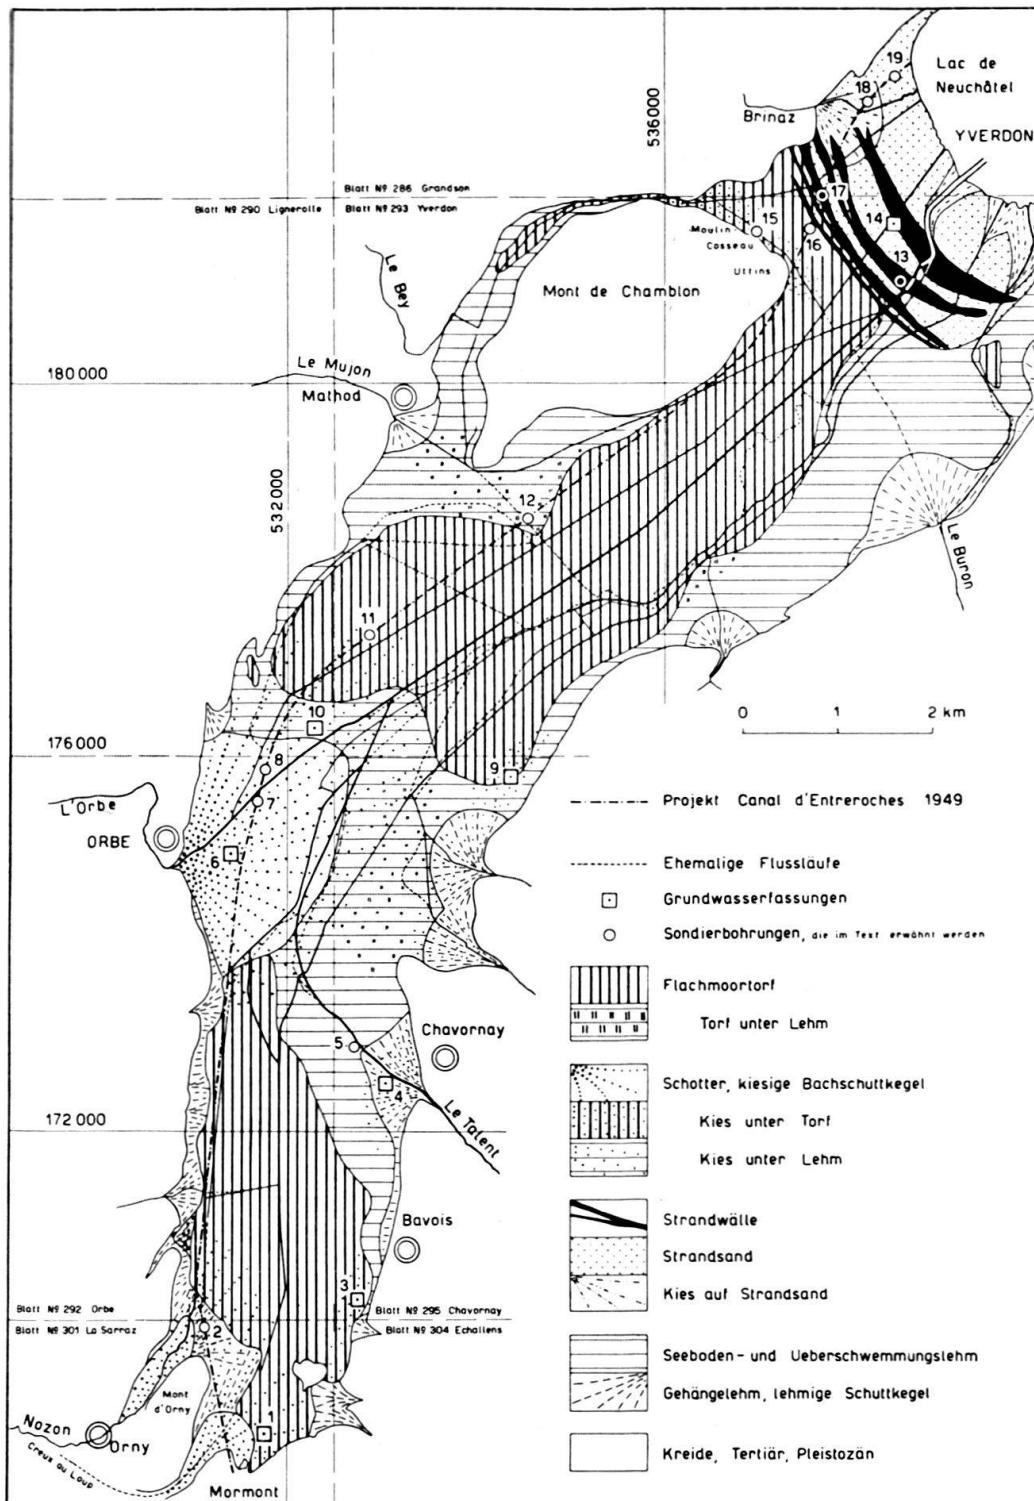 Lac de
Neuchâtel
YVERDON
19
18
Brinaz
536000
Blatt Nº 286 Grandson
Blatt Nº 290 Lignerolle
Blatt Nº 293 Yverdon
17
15
14
16
13
Moulin
Cosseau
Uttins
Le Bey
Mont de Chamblon
180 000
Le Mujon
Mathod
532 000
12
Le Buron
11
10
0 1 2 km
176 000
8
9
7
L'Orbe
ORBE
6
Projekt Canal d'Entreroches 1949
Ehemalige Flussläufe
Grundwasserfassungen
Sondierbohrungen, die im Text erwähnt werden
Flachmoortorf
Torf unter Lehm
5
Chavornay
4
Le Talent
Schotter, kiesige Bachschuttkegel
Kies unter Torf
Kies unter Lehm
172 000
Bavois
Strandwälle
Strandsand
Kies auf Strandsand
3
Blatt Nº 292 Orbe
Blatt Nº 295 Chavornay
Blatt Nº 301 La Sarraz
Blatt Nº 304 Echallens
2
Seeboden- und Ueberschwemmungslehm
Gehängelehm, lehmige Schuttkegel
Mont
d'Orny
Nozon
Orny
1
Creux au Loup
Mormont
Kreide, Tertiär, Pleistozän